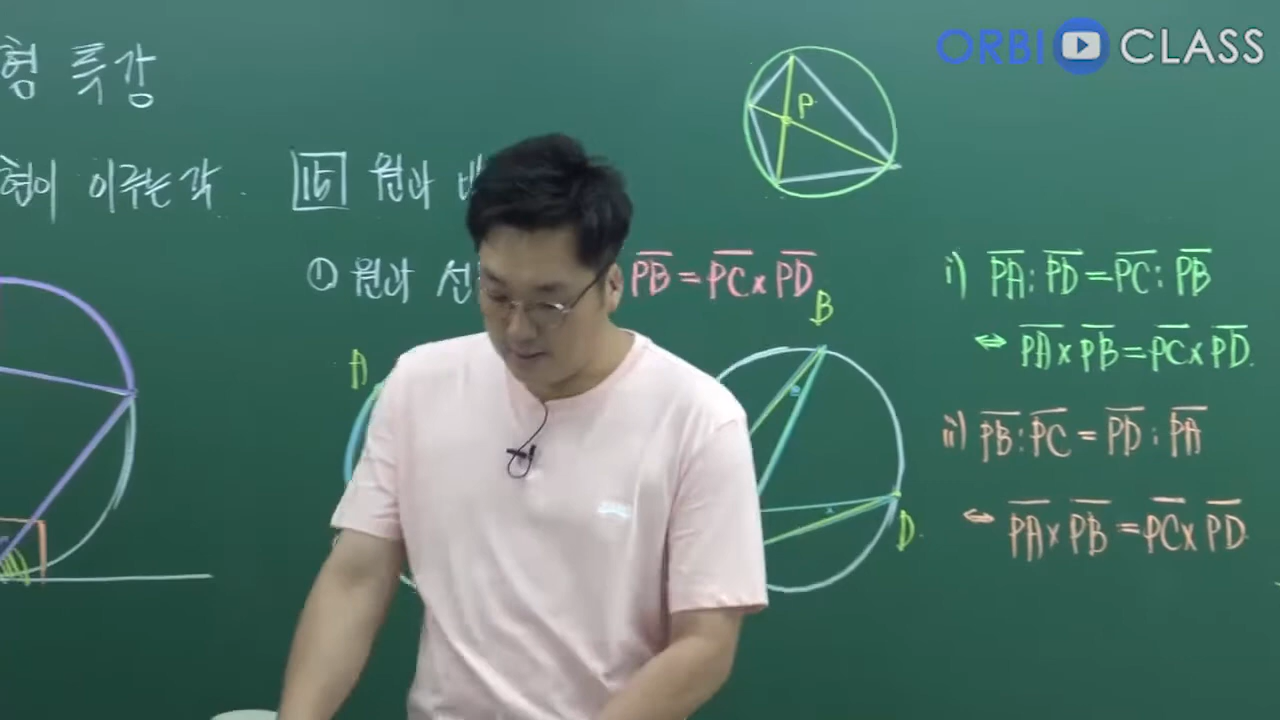 ORBI CLASS
형 특강
형이 이루는 각
15 원과 비
① 원과 선
PB = PC × PD
P
A
B
D
i) PA : PD = PC : PB
⇔ PA × PB = PC × PD.
ii) PB : PC = PD : PA
⇔ PA × PB = PC × PD